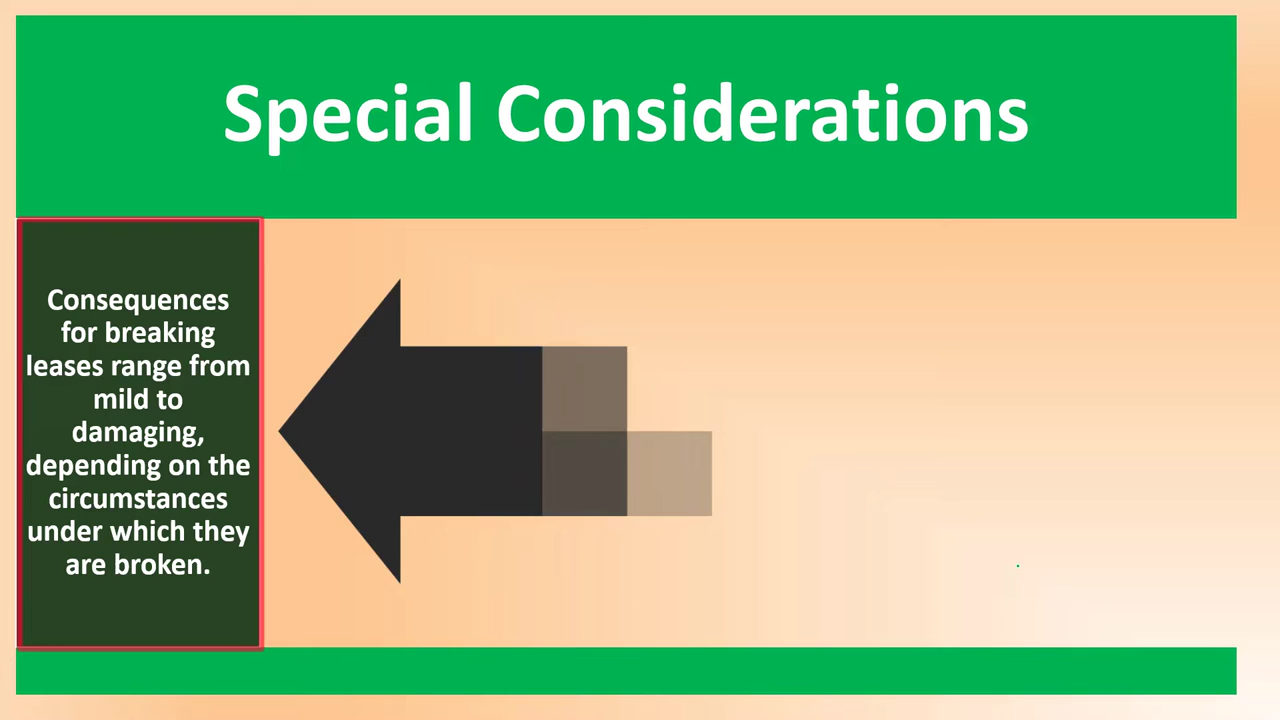 Special Considerations
Consequences
for breaking
leases range from
mild to
damaging,
depending on the
circumstances
under which they
are broken.